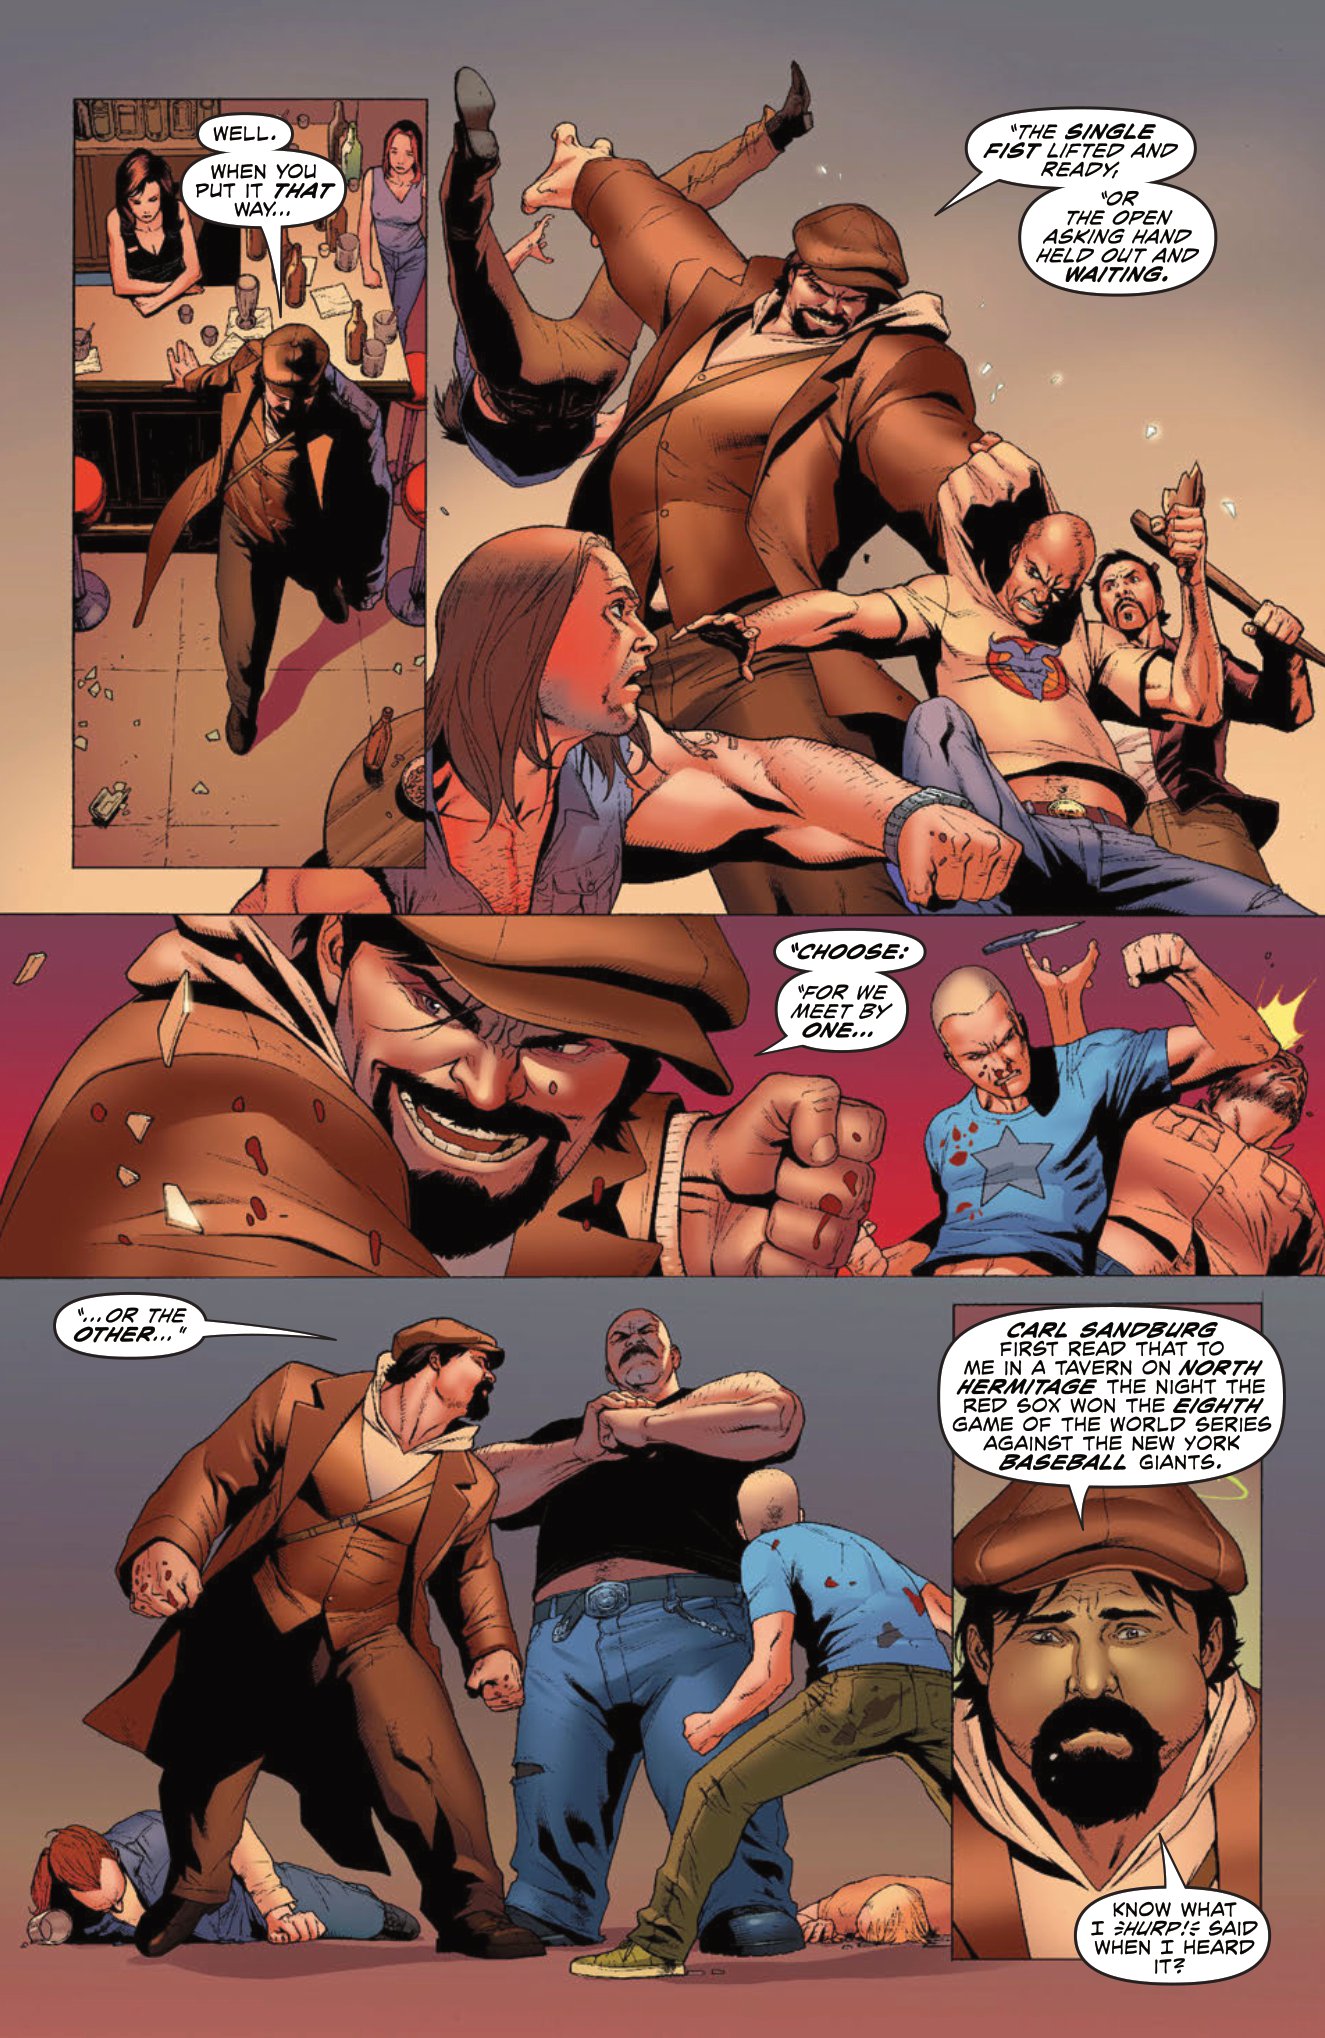 WELL.
WHEN YOU
PUT IT THAT
WAY...
"THE SINGLE
FIST LIFTED AND
READY,
"OR
THE OPEN
ASKING HAND
HELD OUT AND
WAITING.
"CHOOSE:
"FOR WE
MEET BY
ONE...
"...OR THE
OTHER..."
CARL SANDBURG
FIRST READ THAT TO
ME IN A TAVERN ON NORTH
HERMITAGE THE NIGHT THE
RED SOX WON THE EIGHTH
GAME OF THE WORLD SERIES
AGAINST THE NEW YORK
BASEBALL GIANTS.
KNOW WHAT
I HURP! SAID
WHEN I HEARD
IT?